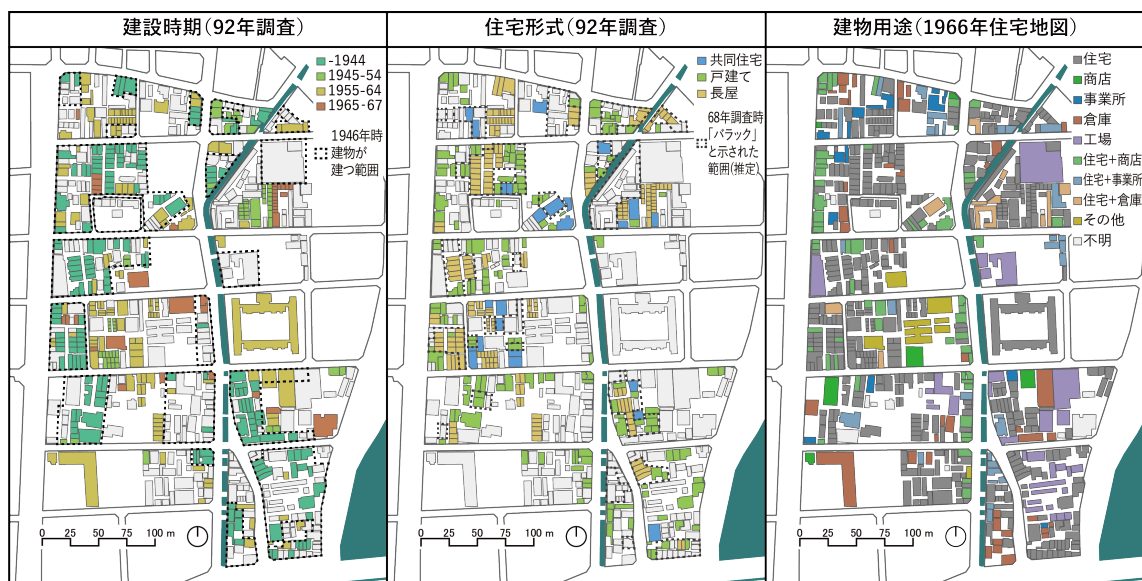 建設時期(92年調査)
-1944
1945-54
1955-64
1965-67
1946年時
建物が
建つ範囲
0 25 50 75 100 m
住宅形式(92年調査)
共同住宅
戸建て
長屋
68年調査時
「バラック」
と示された
範囲(推定)
0 25 50 75 100 m
建物用途(1966年住宅地図)
住宅
商店
事業所
倉庫
工場
住宅+商店
住宅+事業所
住宅+倉庫
その他
不明
0 25 50 75 100 m